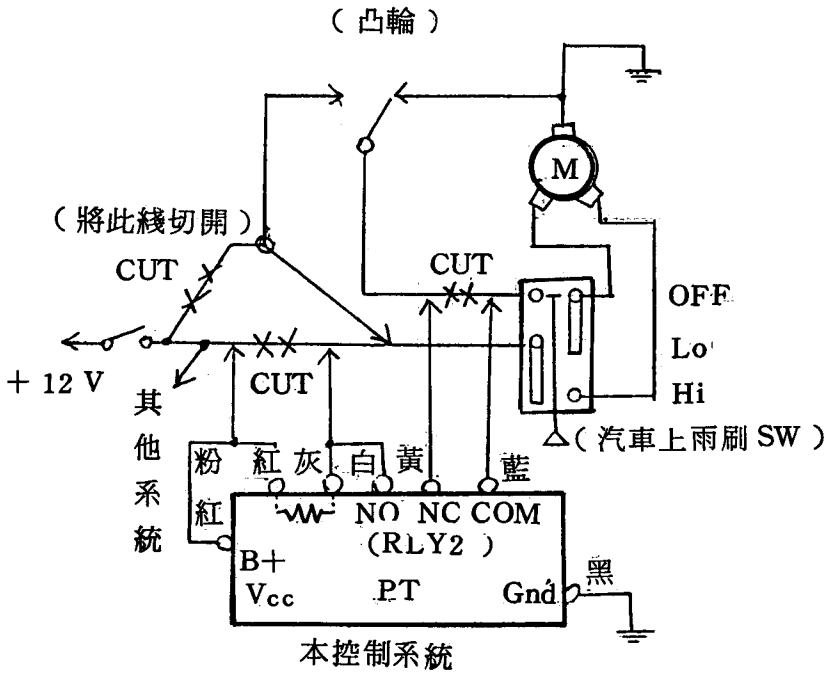 （凸輪）
M
（將此綫切開）
CUT
CUT
OFF
Lo
Hi
+ 12 V
CUT
其他系統
（汽車上雨刷 SW）
粉紅
紅
灰
白
黃
藍
NO NC COM
（RLY2）
B+
Vcc
PT
Gnd
黑
本控制系統